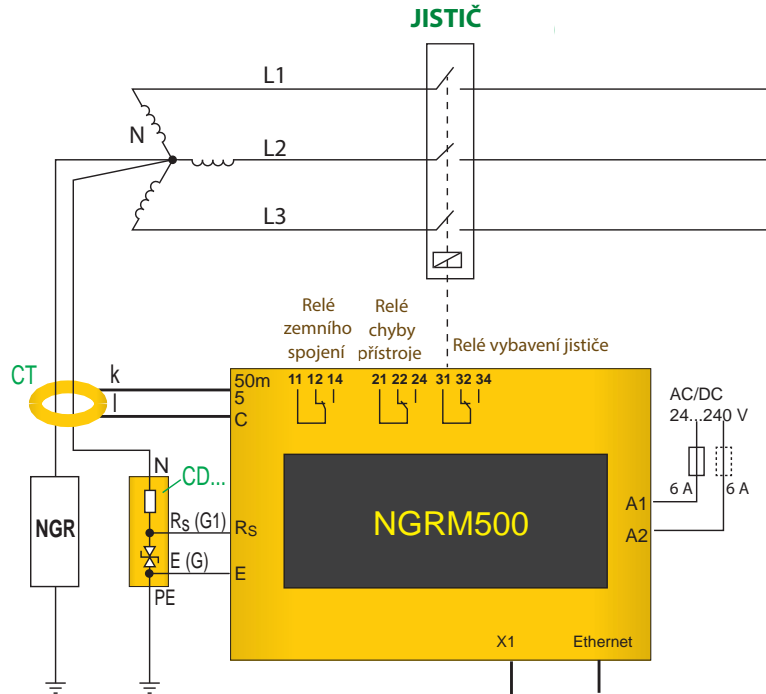 JISTIČ
L1
N
L2
L3
Relé
zemního
spojení
Relé
chyby
přístroje
Relé vybavení jističe
CT
k
l
50m
5
C
11 12 14
21 22 24
31 32 34
AC/DC
24...240 V
6 A
6 A
N
CD...
NGR
RS (G1)
RS
E (G)
E
PE
NGRM500
A1
A2
X1
Ethernet